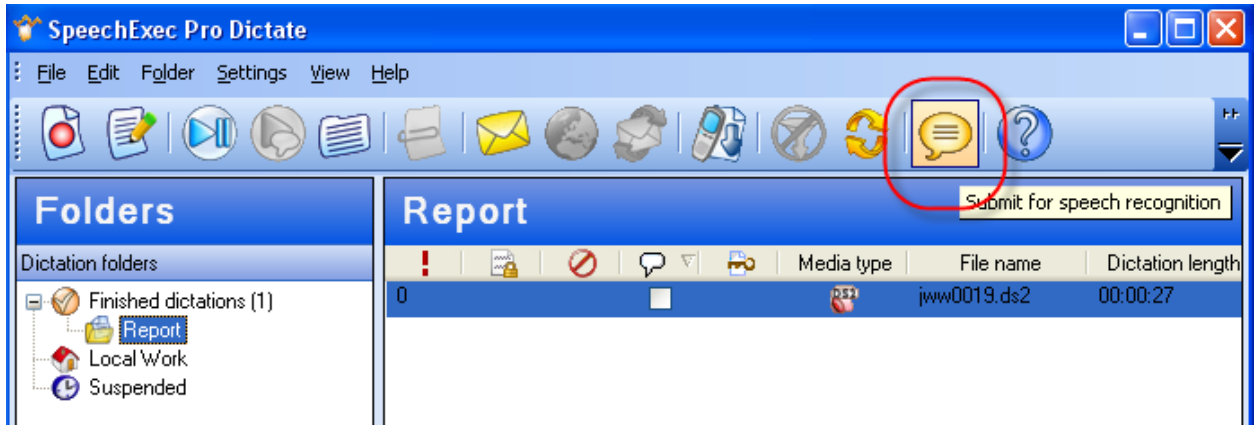 SpeechExec Pro Dictate
File Edit Folder Settings View Help
Submit for speech recognition
Folders
Report
Dictation folders
! Media type File name Dictation length
Finished dictations (1)
0 DS2 jww0019.ds2 00:00:27
Report
Local Work
Suspended